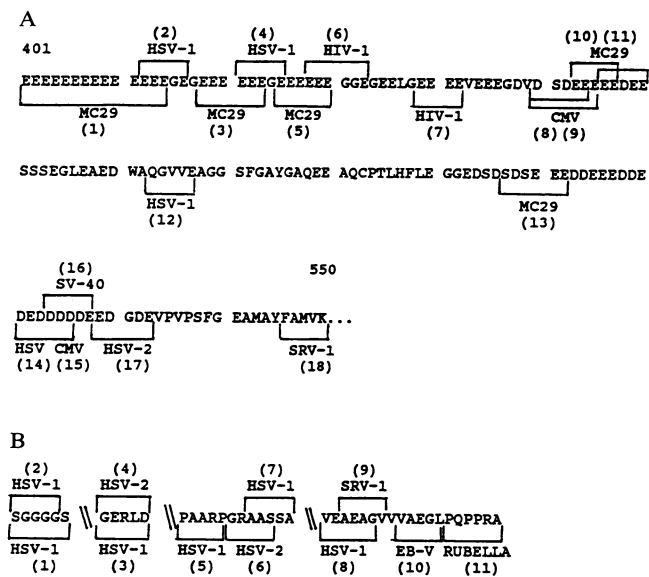 A
(2) (4) (6) (10) (11)
401 HSV-1 HSV-1 HIV-1 MC29
EEEEEEEEEE EEEEGEGEEE EEEGEEEEEE GGEGEELGEE EEVEEEGDVD SDEEEEEDEE
MC29 MC29 MC29 HIV-1 CMV
(1) (3) (5) (7) (8) (9)
SSSEGLEAED WAQGVVEAGG SFGAYGAQEE AQCPTLHFLE GGEDSDSDSE EEDDEEEDDE
HSV-1 MC29
(12) (13)
(16) 550
SV-40
DEDDDDDDEEED GDEVPVPSFG EAMAYFAMVK...
HSV CMV HSV-2 SRV-1
(14) (15) (17) (18)
B
(2) (4) (7) (9)
HSV-1 HSV-2 HSV-1 SRV-1
SGGGGS \\ GERLD \\ PAARPGRAASSA \\ VEAEAGVVVAEGLPQPPRA
HSV-1 HSV-1 HSV-1 HSV-2 HSV-1 EB-V RUBELLA
(1) (3) (5) (6) (8) (10) (11)